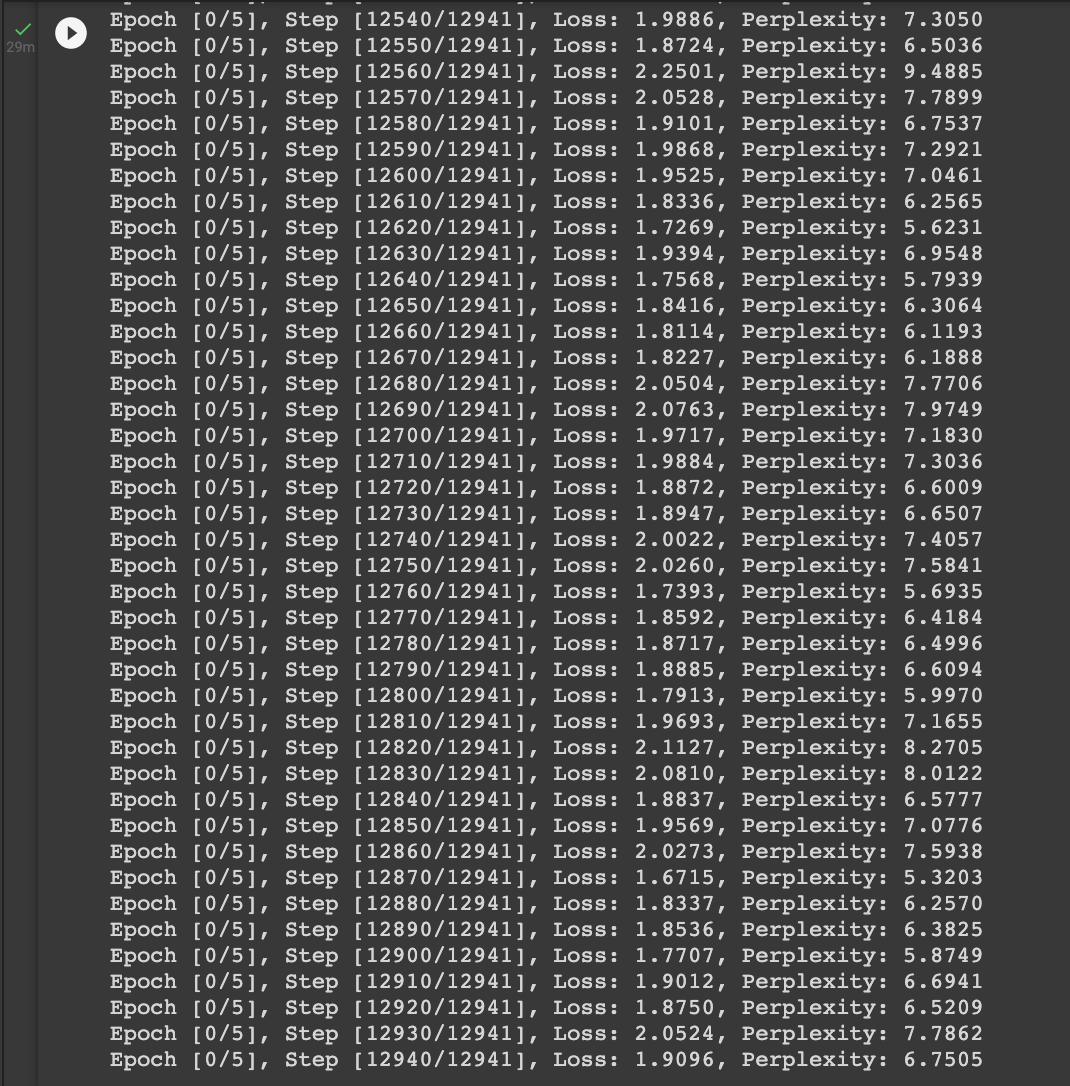 Epoch [0/5], Step [12540/12941], Loss: 1.9886, Perplexity: 7.3050
29m
Epoch [0/5], Step [12550/12941], Loss: 1.8724, Perplexity: 6.5036
Epoch [0/5], Step [12560/12941], Loss: 2.2501, Perplexity: 9.4885
Epoch [0/5], Step [12570/12941], Loss: 2.0528, Perplexity: 7.7899
Epoch [0/5], Step [12580/12941], Loss: 1.9101, Perplexity: 6.7537
Epoch [0/5], Step [12590/12941], Loss: 1.9868, Perplexity: 7.2921
Epoch [0/5], Step [12600/12941], Loss: 1.9525, Perplexity: 7.0461
Epoch [0/5], Step [12610/12941], Loss: 1.8336, Perplexity: 6.2565
Epoch [0/5], Step [12620/12941], Loss: 1.7269, Perplexity: 5.6231
Epoch [0/5], Step [12630/12941], Loss: 1.9394, Perplexity: 6.9548
Epoch [0/5], Step [12640/12941], Loss: 1.7568, Perplexity: 5.7939
Epoch [0/5], Step [12650/12941], Loss: 1.8416, Perplexity: 6.3064
Epoch [0/5], Step [12660/12941], Loss: 1.8114, Perplexity: 6.1193
Epoch [0/5], Step [12670/12941], Loss: 1.8227, Perplexity: 6.1888
Epoch [0/5], Step [12680/12941], Loss: 2.0504, Perplexity: 7.7706
Epoch [0/5], Step [12690/12941], Loss: 2.0763, Perplexity: 7.9749
Epoch [0/5], Step [12700/12941], Loss: 1.9717, Perplexity: 7.1830
Epoch [0/5], Step [12710/12941], Loss: 1.9884, Perplexity: 7.3036
Epoch [0/5], Step [12720/12941], Loss: 1.8872, Perplexity: 6.6009
Epoch [0/5], Step [12730/12941], Loss: 1.8947, Perplexity: 6.6507
Epoch [0/5], Step [12740/12941], Loss: 2.0022, Perplexity: 7.4057
Epoch [0/5], Step [12750/12941], Loss: 2.0260, Perplexity: 7.5841
Epoch [0/5], Step [12760/12941], Loss: 1.7393, Perplexity: 5.6935
Epoch [0/5], Step [12770/12941], Loss: 1.8592, Perplexity: 6.4184
Epoch [0/5], Step [12780/12941], Loss: 1.8717, Perplexity: 6.4996
Epoch [0/5], Step [12790/12941], Loss: 1.8885, Perplexity: 6.6094
Epoch [0/5], Step [12800/12941], Loss: 1.7913, Perplexity: 5.9970
Epoch [0/5], Step [12810/12941], Loss: 1.9693, Perplexity: 7.1655
Epoch [0/5], Step [12820/12941], Loss: 2.1127, Perplexity: 8.2705
Epoch [0/5], Step [12830/12941], Loss: 2.0810, Perplexity: 8.0122
Epoch [0/5], Step [12840/12941], Loss: 1.8837, Perplexity: 6.5777
Epoch [0/5], Step [12850/12941], Loss: 1.9569, Perplexity: 7.0776
Epoch [0/5], Step [12860/12941], Loss: 2.0273, Perplexity: 7.5938
Epoch [0/5], Step [12870/12941], Loss: 1.6715, Perplexity: 5.3203
Epoch [0/5], Step [12880/12941], Loss: 1.8337, Perplexity: 6.2570
Epoch [0/5], Step [12890/12941], Loss: 1.8536, Perplexity: 6.3825
Epoch [0/5], Step [12900/12941], Loss: 1.7707, Perplexity: 5.8749
Epoch [0/5], Step [12910/12941], Loss: 1.9012, Perplexity: 6.6941
Epoch [0/5], Step [12920/12941], Loss: 1.8750, Perplexity: 6.5209
Epoch [0/5], Step [12930/12941], Loss: 2.0524, Perplexity: 7.7862
Epoch [0/5], Step [12940/12941], Loss: 1.9096, Perplexity: 6.7505